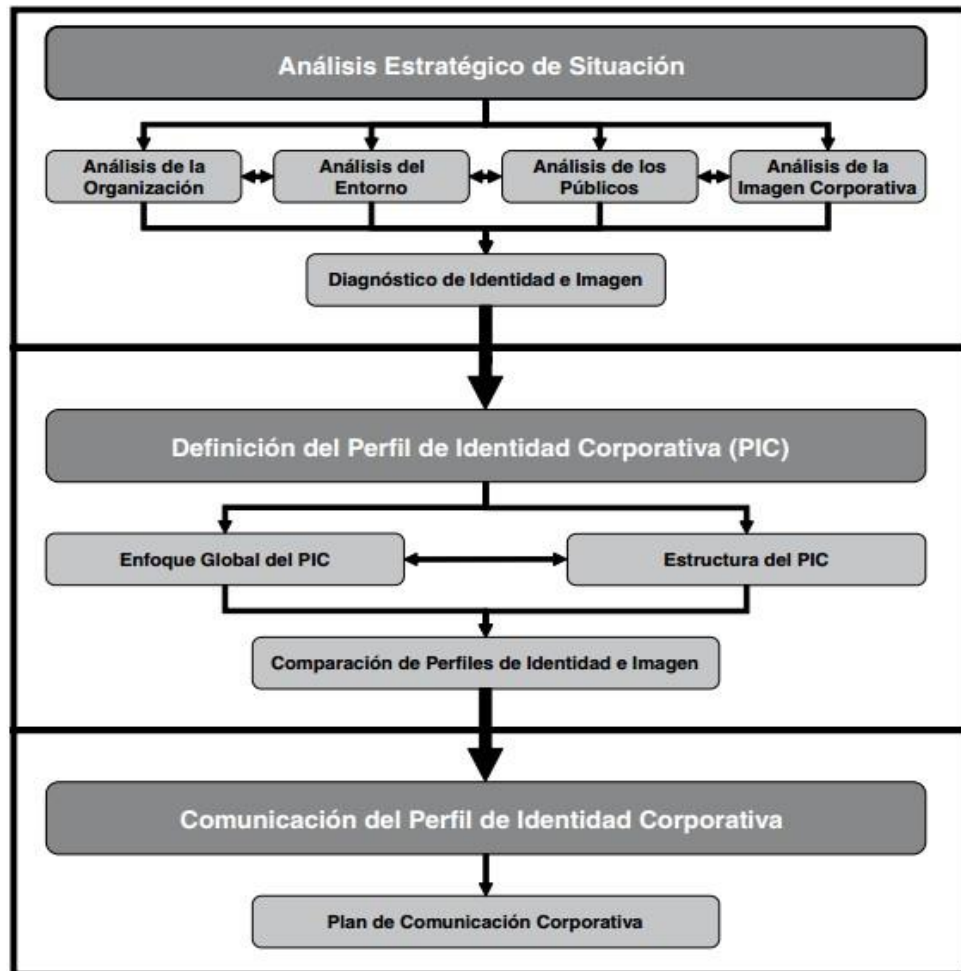 Análisis Estratégico de Situación
Análisis de la
Organización
Análisis del
Entorno
Análisis de los
Públicos
Análisis de la
Imagen Corporativa
Diagnóstico de Identidad e Imagen
Definición del Perfil de Identidad Corporativa (PIC)
Enfoque Global del PIC
Estructura del PIC
Comparación de Perfiles de Identidad e Imagen
Comunicación del Perfil de Identidad Corporativa
Plan de Comunicación Corporativa